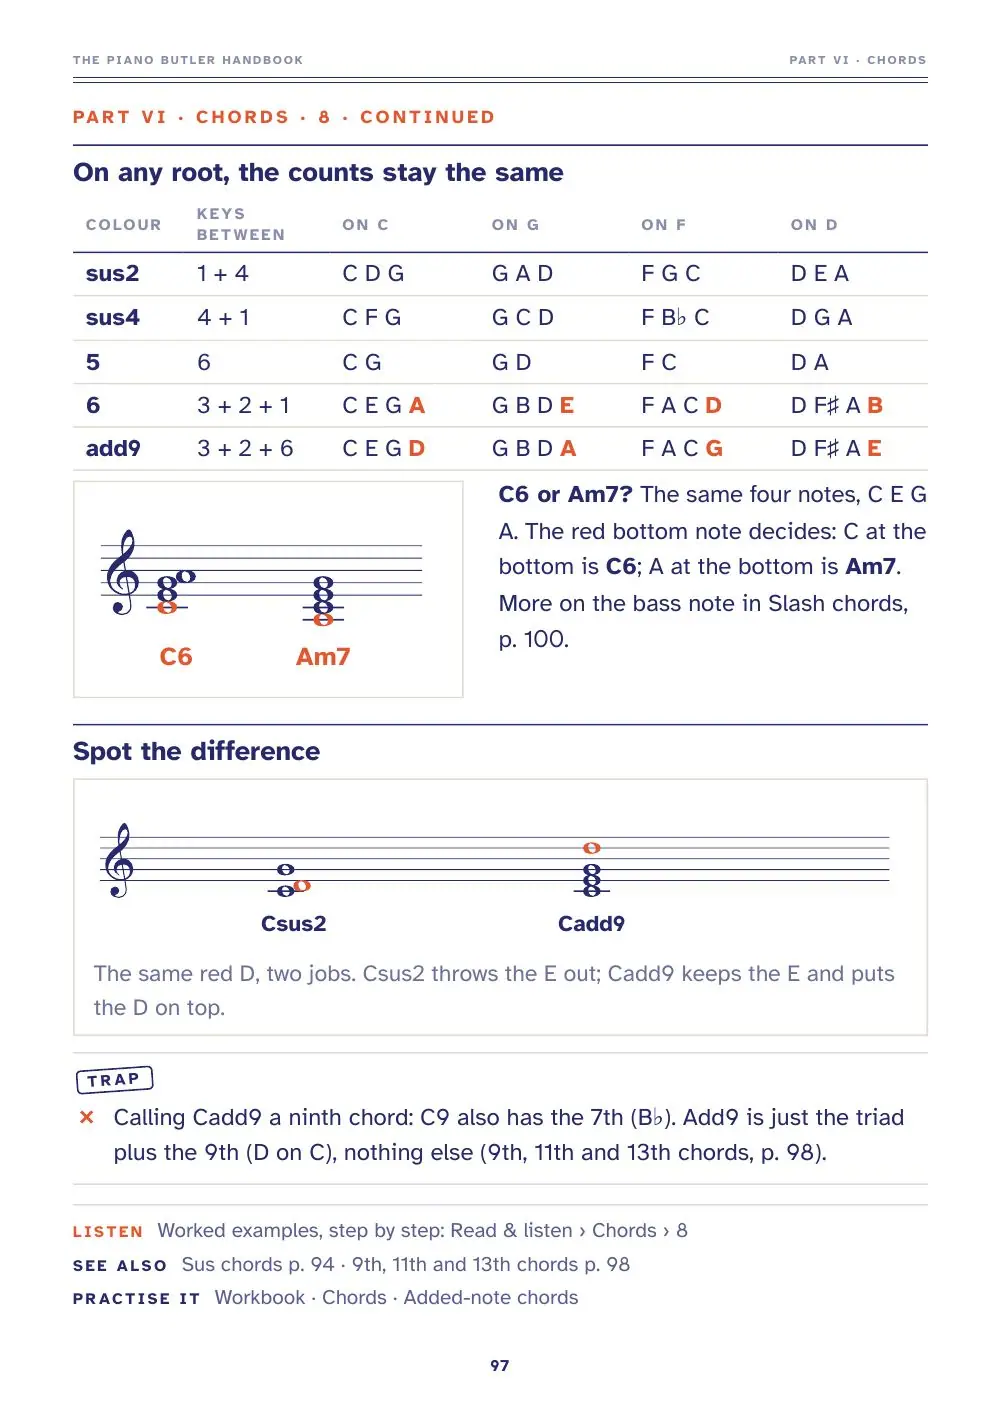 THE PIANO BUTLER HANDBOOK PART VI · CHORDS
PART VI · CHORDS · 8 · CONTINUED
On any root, the counts stay the same
COLOUR KEYS BETWEEN ON C ON G ON F ON D
sus2 1 + 4 C D G G A D F G C D E A
sus4 4 + 1 C F G G C D F B♭ C D G A
5 6 C G G D F C D A
6 3 + 2 + 1 C E G A G B D E F A C D D F♯ A B
add9 3 + 2 + 6 C E G D G B D A F A C G D F♯ A E
C6 Am7
C6 or Am7? The same four notes, C E G
A. The red bottom note decides: C at the
bottom is C6; A at the bottom is Am7.
More on the bass note in Slash chords,
p. 100.
Spot the difference
Csus2 Cadd9
The same red D, two jobs. Csus2 throws the E out; Cadd9 keeps the E and puts
the D on top.
TRAP
× Calling Cadd9 a ninth chord: C9 also has the 7th (B♭). Add9 is just the triad
plus the 9th (D on C), nothing else (9th, 11th and 13th chords, p. 98).
LISTEN Worked examples, step by step: Read & listen › Chords › 8
SEE ALSO Sus chords p. 94 · 9th, 11th and 13th chords p. 98
PRACTISE IT Workbook · Chords · Added-note chords
97